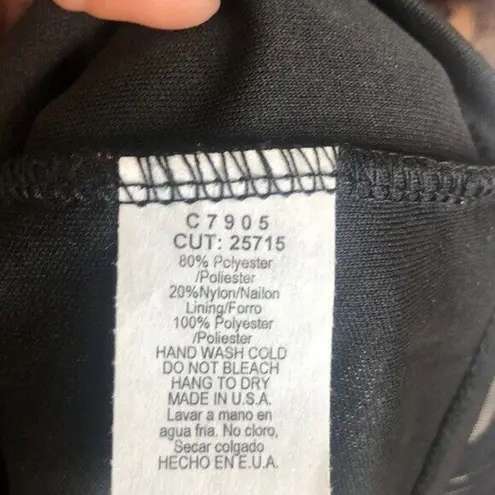 C7905
CUT: 25715
80% Polyester
/Poliester
20%Nylon/Nailon
Lining/Forro
100% Polyester
/Poliester
HAND WASH COLD
DO NOT BLEACH
HANG TO DRY
MADE IN U.S.A.
Lavar a mano en
agua fria. No cloro,
Secar colgado
HECHO EN E.U.A.